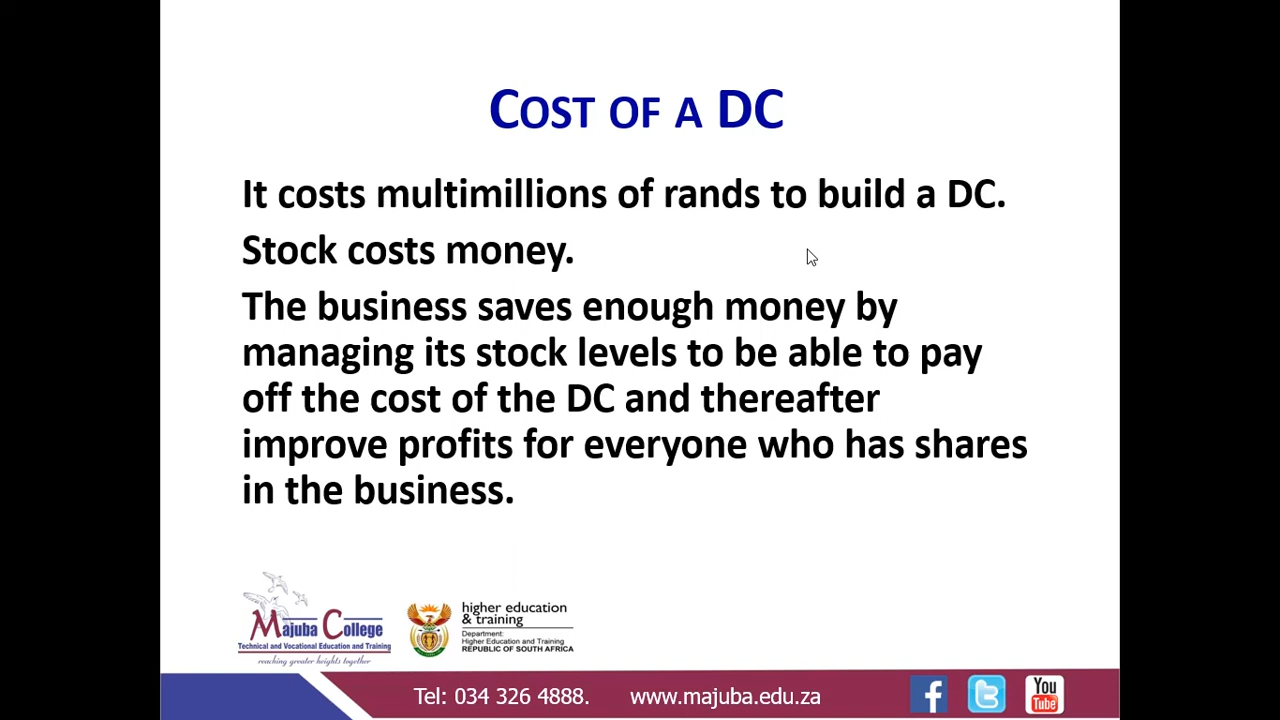 COST OF A DC
It costs multimillions of rands to build a DC.
Stock costs money.
The business saves enough money by
managing its stock levels to be able to pay
off the cost of the DC and thereafter
improve profits for everyone who has shares
in the business.
Majuba College
Technical and Vocational Education and Training
reaching greater heights together
higher education
& training
Department:
Higher Education and Training
REPUBLIC OF SOUTH AFRICA
Tel: 034 326 4888. www.majuba.edu.za
You
Tube